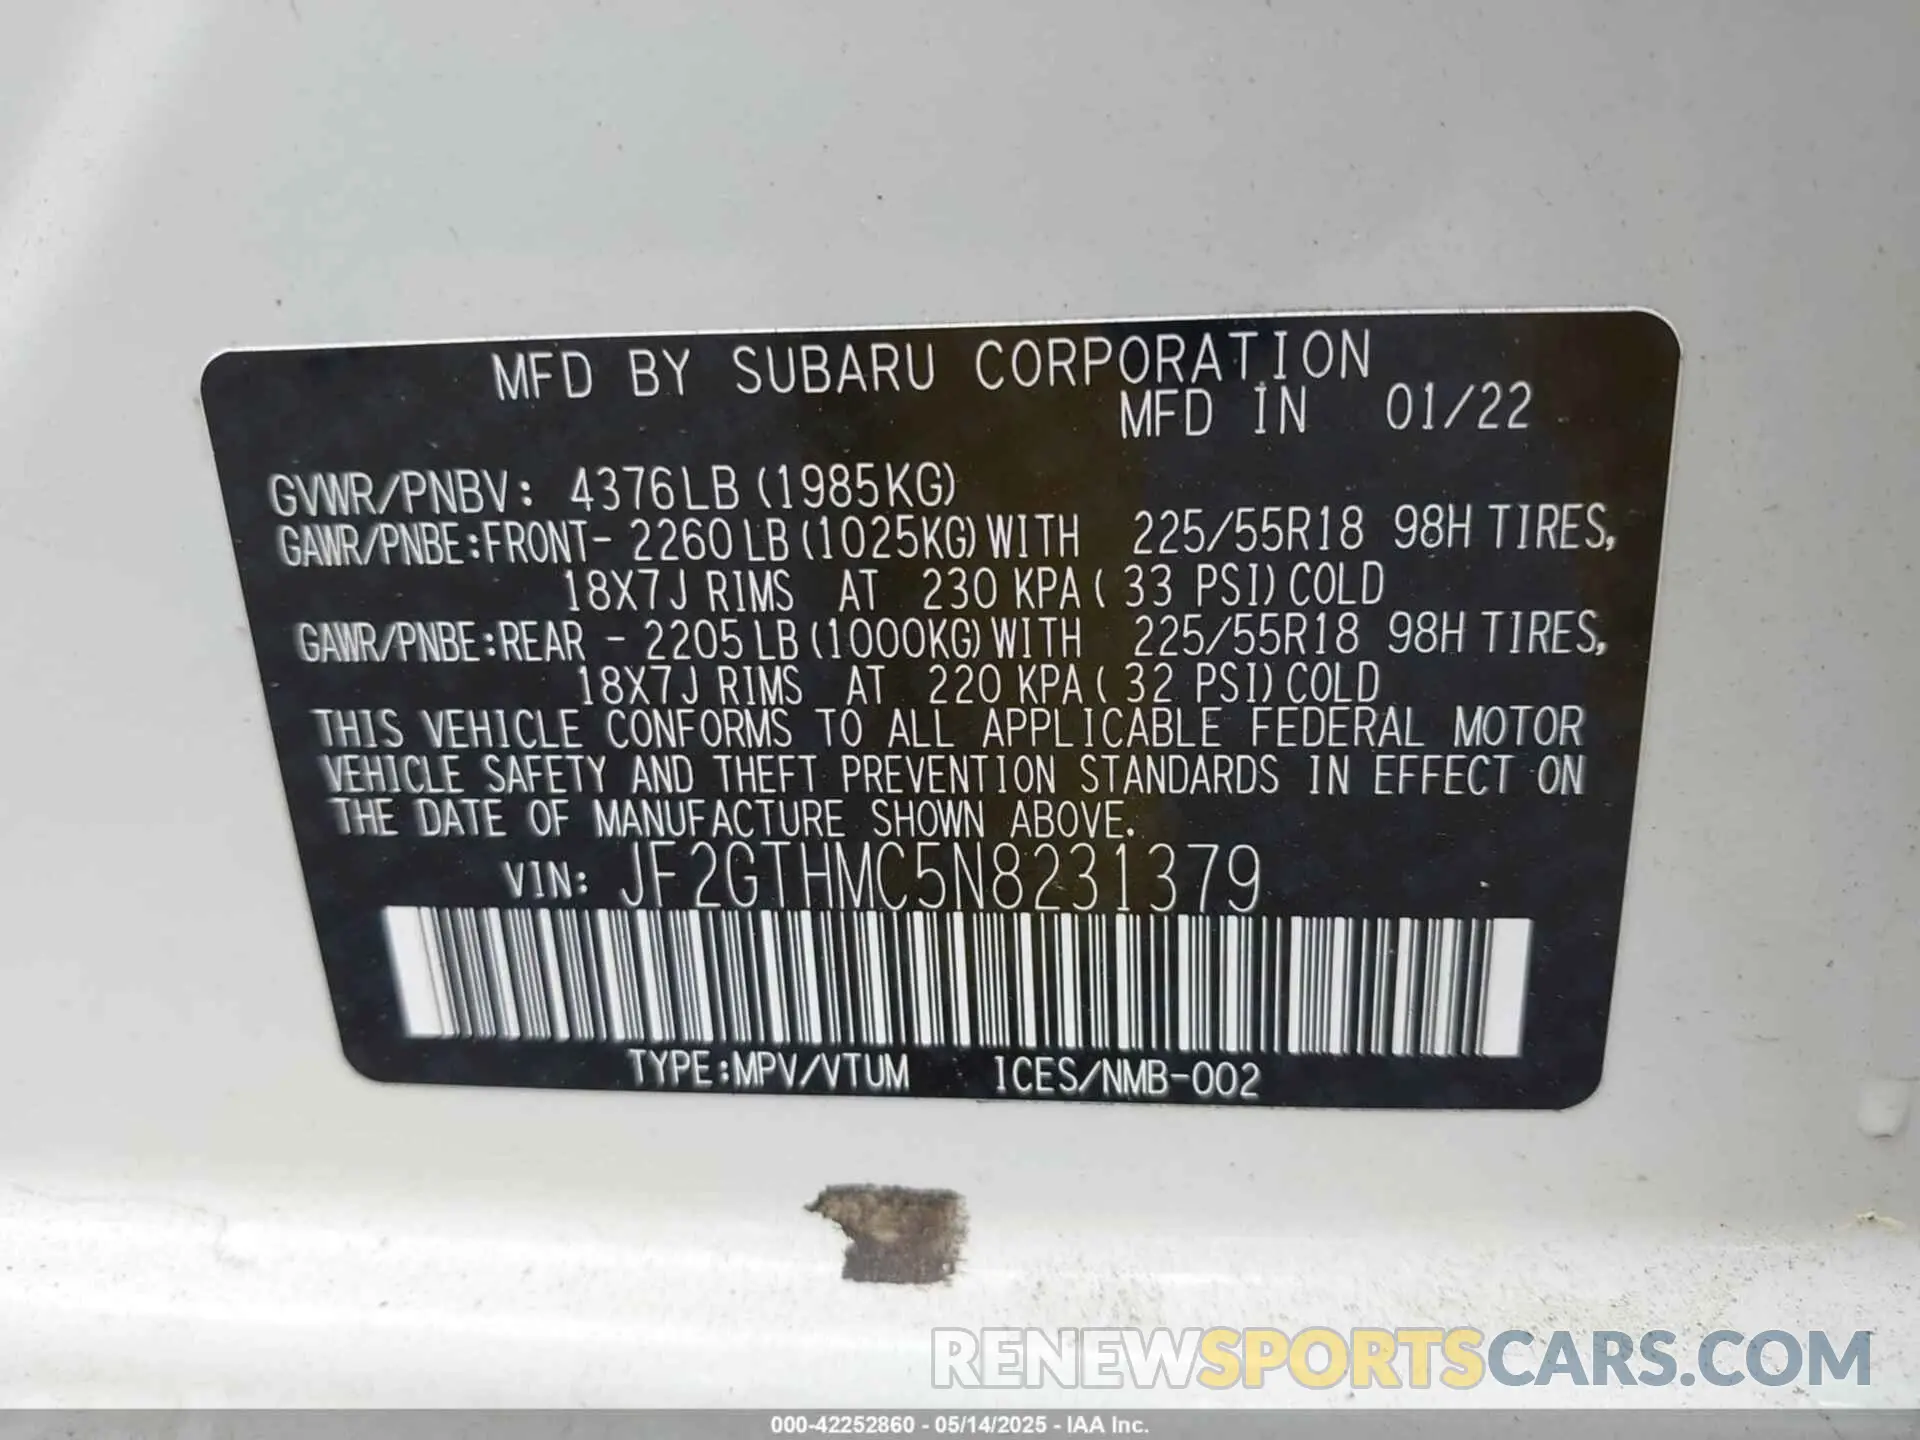 MFD BY SUBARU CORPORATION
MFD IN 01/22
GVWR/PNBV: 4376LB (1985KG)
GAWR/PNBE:FRONT- 2260 LB (1025KG) WITH 225/55R18 98H TIRES,
18X7J RIMS AT 230 KPA ( 33 PSI) COLD
GAWR/PNBE:REAR - 2205 LB (1000KG) WITH 225/55R18 98H TIRES,
18X7J RIMS AT 220 KPA ( 32 PSI) COLD
THIS VEHICLE CONFORMS TO ALL APPLICABLE FEDERAL MOTOR
VEHICLE SAFETY AND THEFT PREVENTION STANDARDS IN EFFECT ON
THE DATE OF MANUFACTURE SHOWN ABOVE.
VIN: JF2GTHMC5N8231379
TYPE:MPV/VTUM ICES/NMB-002
RENEWSPORTSCARS.COM
000-42252860 - 05/14/2025 - IAA Inc.